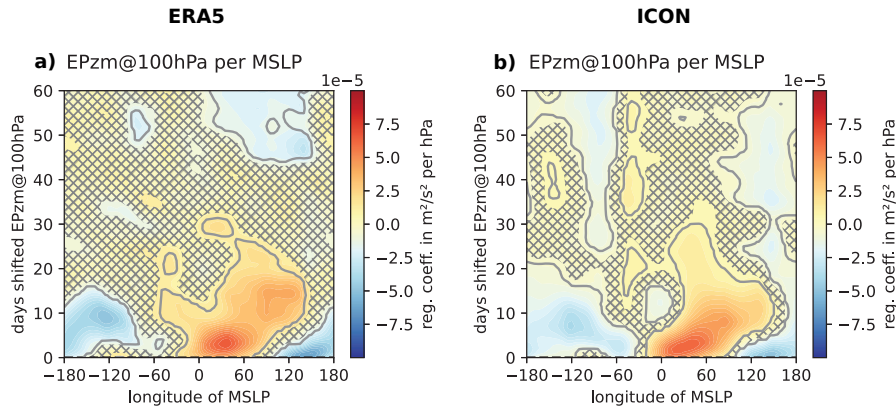 ERA5
ICON
a) EPzm@100hPa per MSLP
b) EPzm@100hPa per MSLP
1e−5
1e−5
days shifted EPzm@100hPa
60
50
40
30
20
10
0
−180 −120 −60 0 60 120 180
longitude of MSLP
7.5
5.0
2.5
0.0
−2.5
−5.0
−7.5
reg. coeff. in m²/s² per hPa
days shifted EPzm@100hPa
60
50
40
30
20
10
0
−180 −120 −60 0 60 120 180
longitude of MSLP
7.5
5.0
2.5
0.0
−2.5
−5.0
−7.5
reg. coeff. in m²/s² per hPa